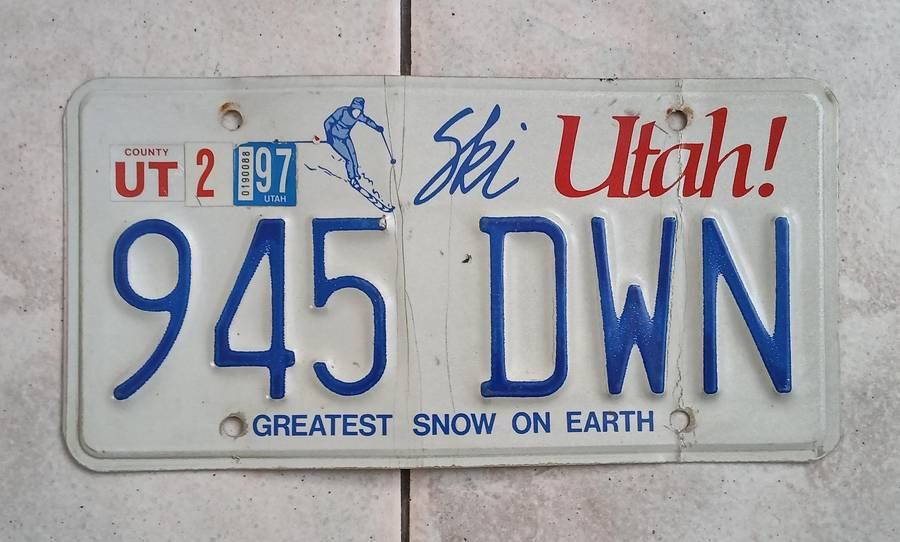 Ski Utah!
COUNTY
UT 2 0190088 97
UTAH
945 DWN
GREATEST SNOW ON EARTH